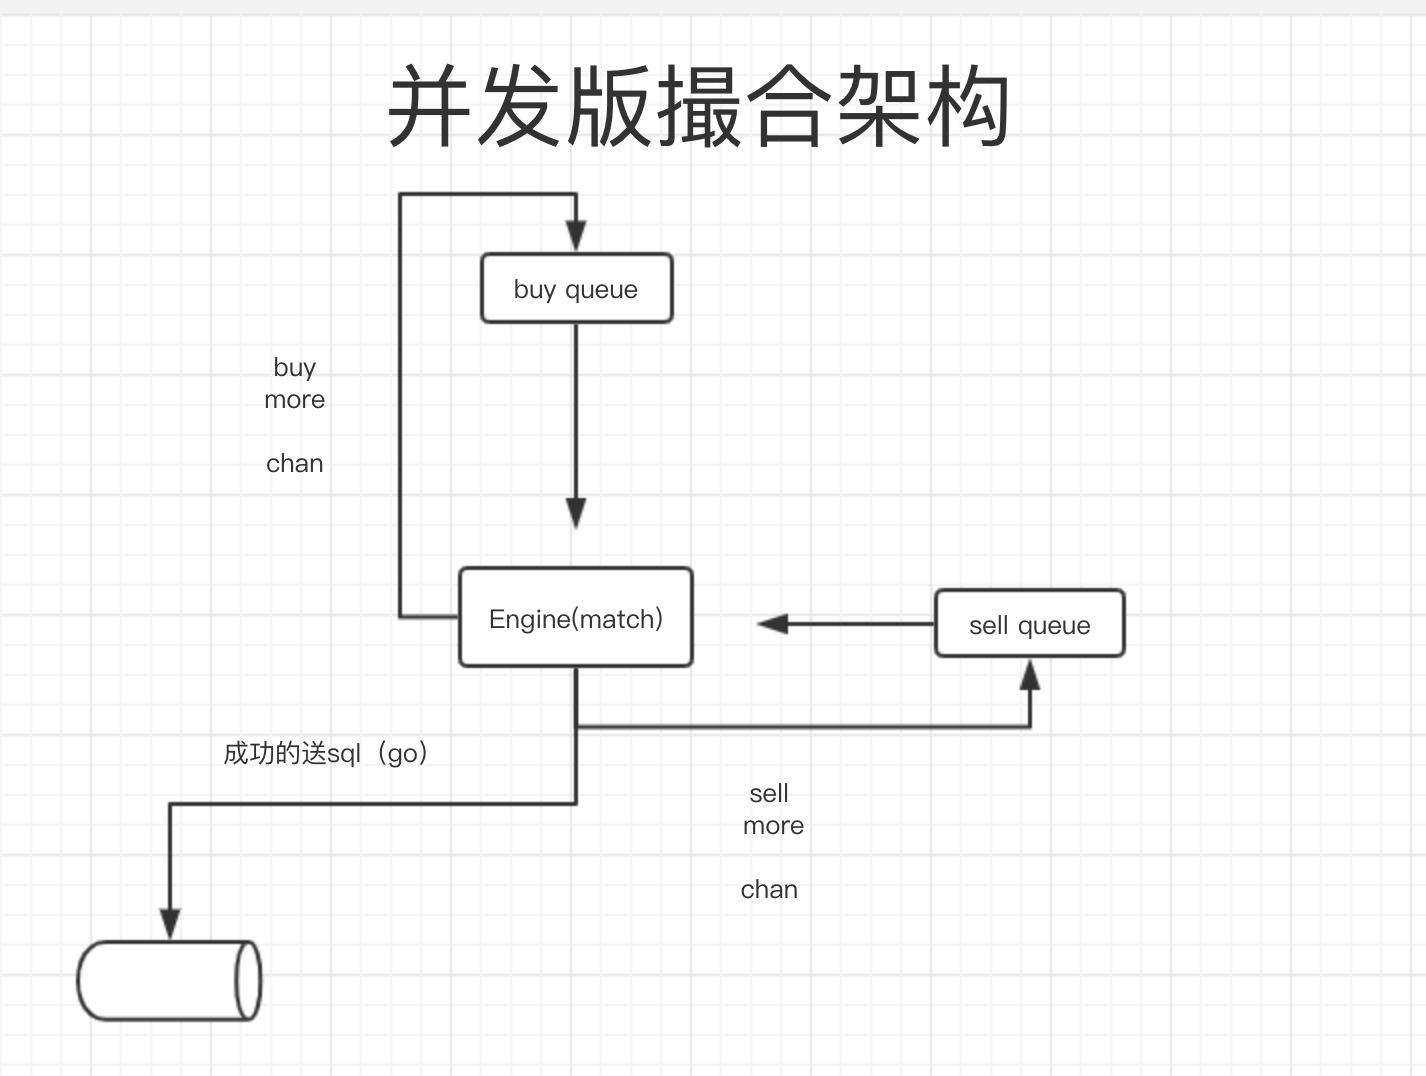 并发版撮合架构
buy queue
buy
more
chan
Engine(match)
sell queue
成功的送sql（go）
sell
more
chan